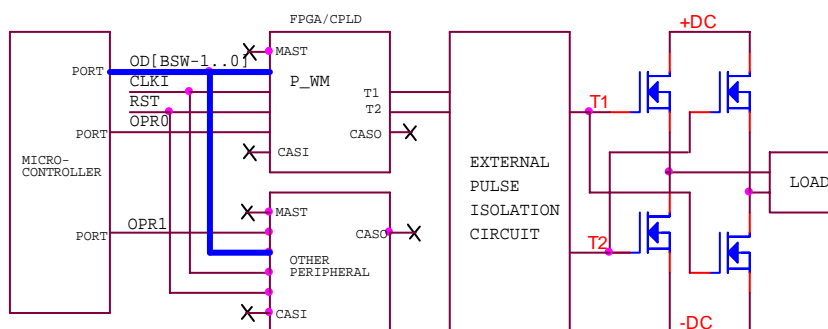 FPGA/CPLD
+DC
MAST
OD[BSW-1..0]
PORT
CLKI
P_WM
T1
RST
T1
T2
OPR0
PORT
CASO
CASI
MICRO-
CONTROLLER
EXTERNAL
PULSE
ISOLATION
CIRCUIT
LOAD
MAST
OPR1
PORT
CASO
T2
OTHER
PERIPHERAL
CASI
-DC